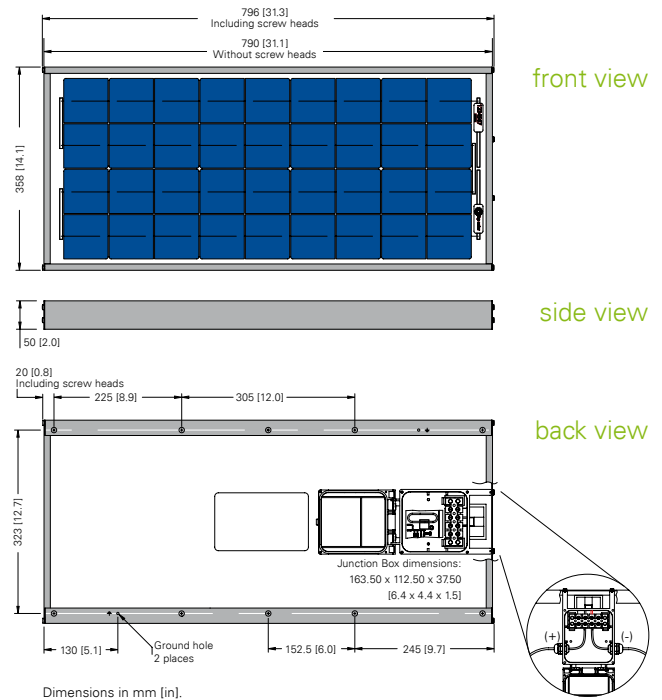 796 [31.3]
Including screw heads
790 [31.1]
Without screw heads
front view
358 [14.1]
side view
50 [2.0]
20 [0.8]
Including screw heads
225 [8.9]
305 [12.0]
back view
323 [12.7]
Junction Box dimensions:
163.50 x 112.50 x 37.50
[6.4 x 4.4 x 1.5]
(+)
(-)
Ground hole
2 places
130 [5.1]
152.5 [6.0]
245 [9.7]
Dimensions in mm [in].